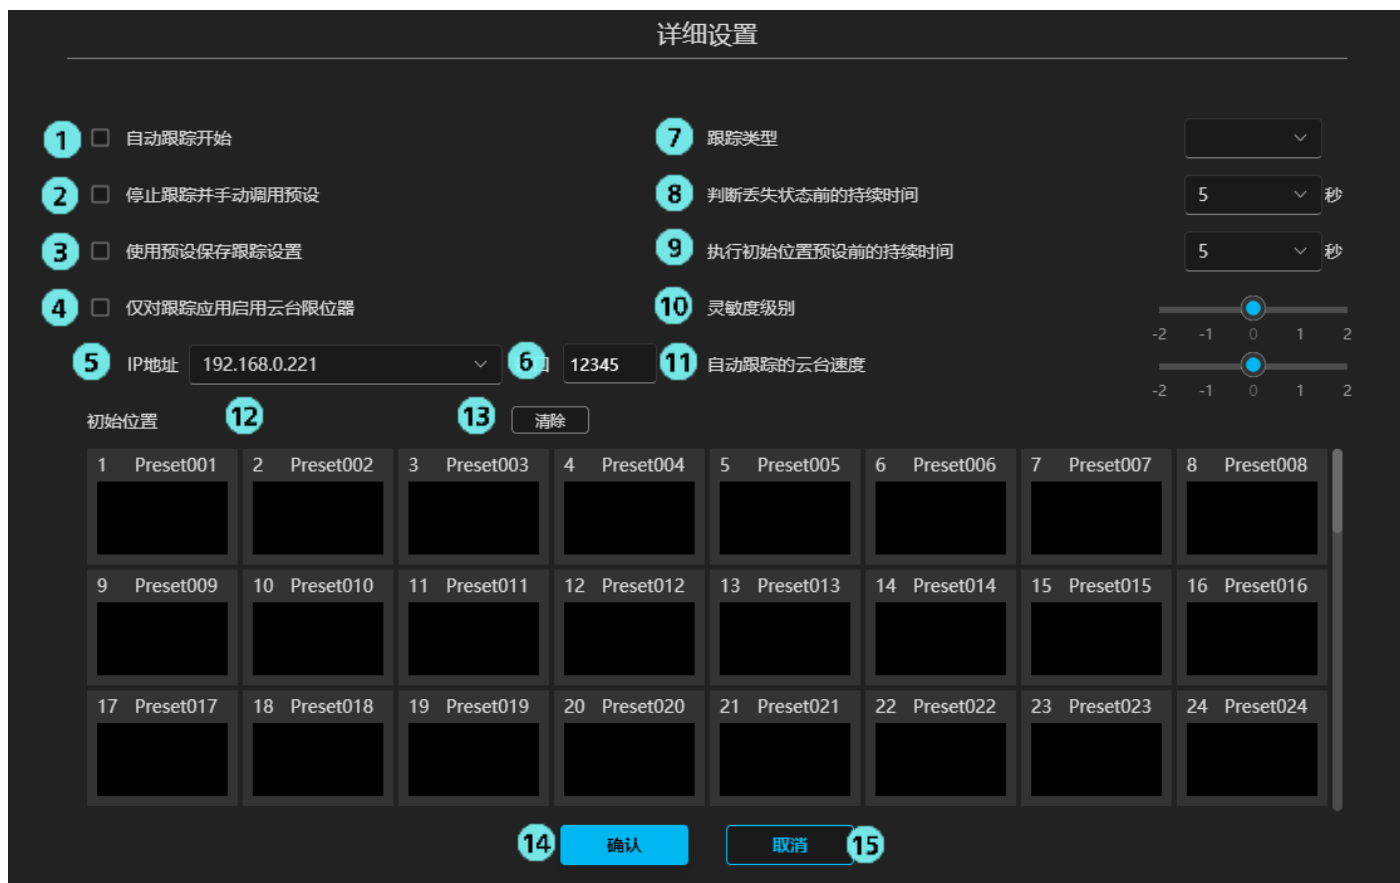 详细设置
1 自动跟踪开始
7 跟踪类型
2 停止跟踪并手动调用预设
8 判断丢失状态前的持续时间 5 秒
3 使用预设保存跟踪设置
9 执行初始位置预设前的持续时间 5 秒
4 仅对跟踪应用启用云台限位器
10 灵敏度级别
-2 -1 0 1 2
5 IP地址 192.168.0.221 6 12345
11 自动跟踪的云台速度
-2 -1 0 1 2
初始位置 12 13 清除
1 Preset001 2 Preset002 3 Preset003 4 Preset004 5 Preset005 6 Preset006 7 Preset007 8 Preset008
9 Preset009 10 Preset010 11 Preset011 12 Preset012 13 Preset013 14 Preset014 15 Preset015 16 Preset016
17 Preset017 18 Preset018 19 Preset019 20 Preset020 21 Preset021 22 Preset022 23 Preset023 24 Preset024
14 确认 取消 15